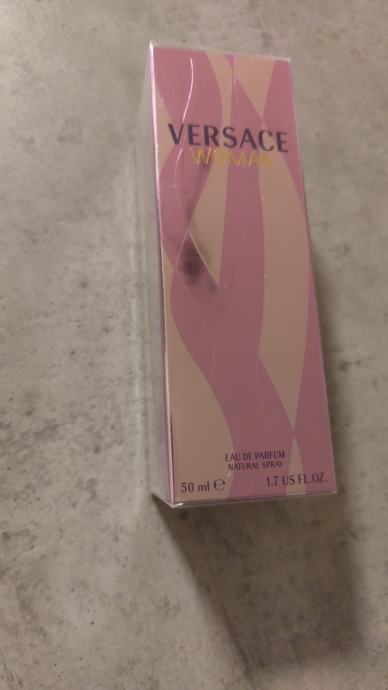 VERSACE
WOMAN
EAU DE PARFUM
NATURAL SPRAY
50 ml ℮ 1.7 US FL.OZ.